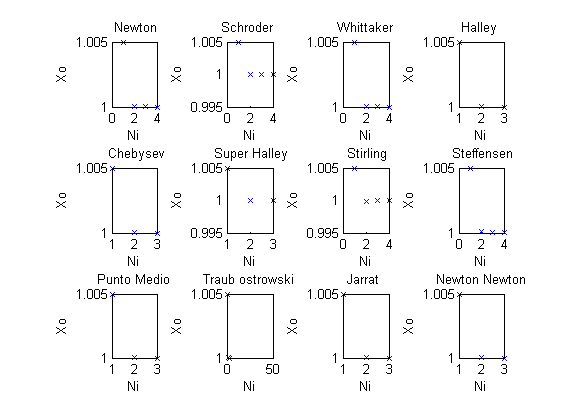 Newton Schroder Whittaker Halley
1.005 1.005 1.005 1.005
Xo Xo Xo Xo
1
1 0.995 1 1
0 2 4 0 2 4 0 2 4 1 2 3
Ni Ni Ni Ni
Chebysev Super Halley Stirling Steffensen
1.005 1.005 1.005 1.005
Xo Xo Xo Xo
1 1
1 0.995 0.995 1
1 2 3 1 2 3 0 2 4 0 2 4
Ni Ni Ni Ni
Punto Medio Traub ostrowski Jarrat Newton Newton
1.005 1.005 1.005 1.005
Xo Xo Xo Xo
1 1 1 1
1 2 3 0 50 1 2 3 1 2 3
Ni Ni Ni Ni